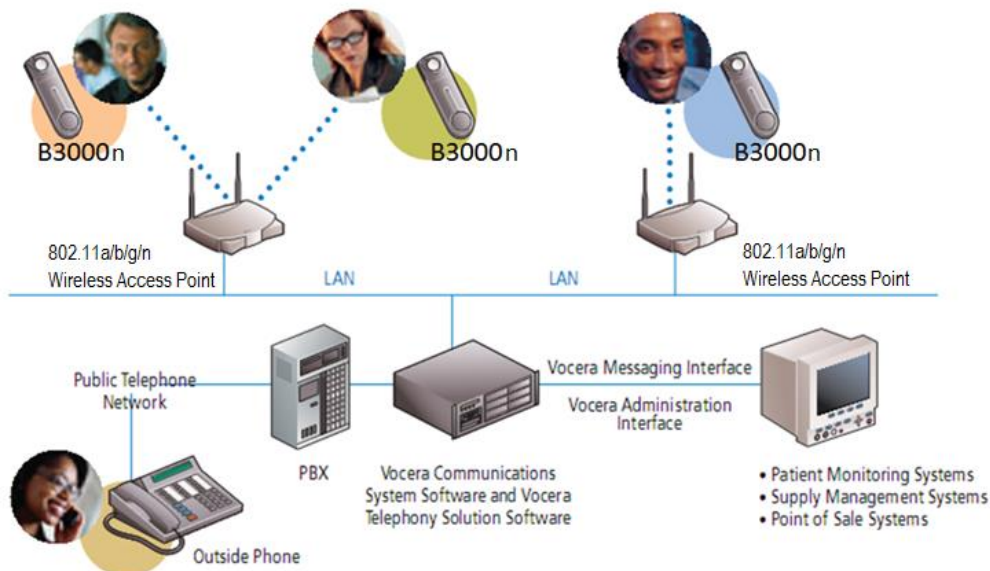 B3000n
B3000n
B3000n
802.11a/b/g/n
Wireless Access Point
LAN
LAN
802.11a/b/g/n
Wireless Access Point
Public Telephone
Network
Vocera Messaging Interface
Vocera Administration
Interface
PBX
Vocera Communications
System Software and Vocera
Telephony Solution Software
• Patient Monitoring Systems
• Supply Management Systems
• Point of Sale Systems
Outside Phone